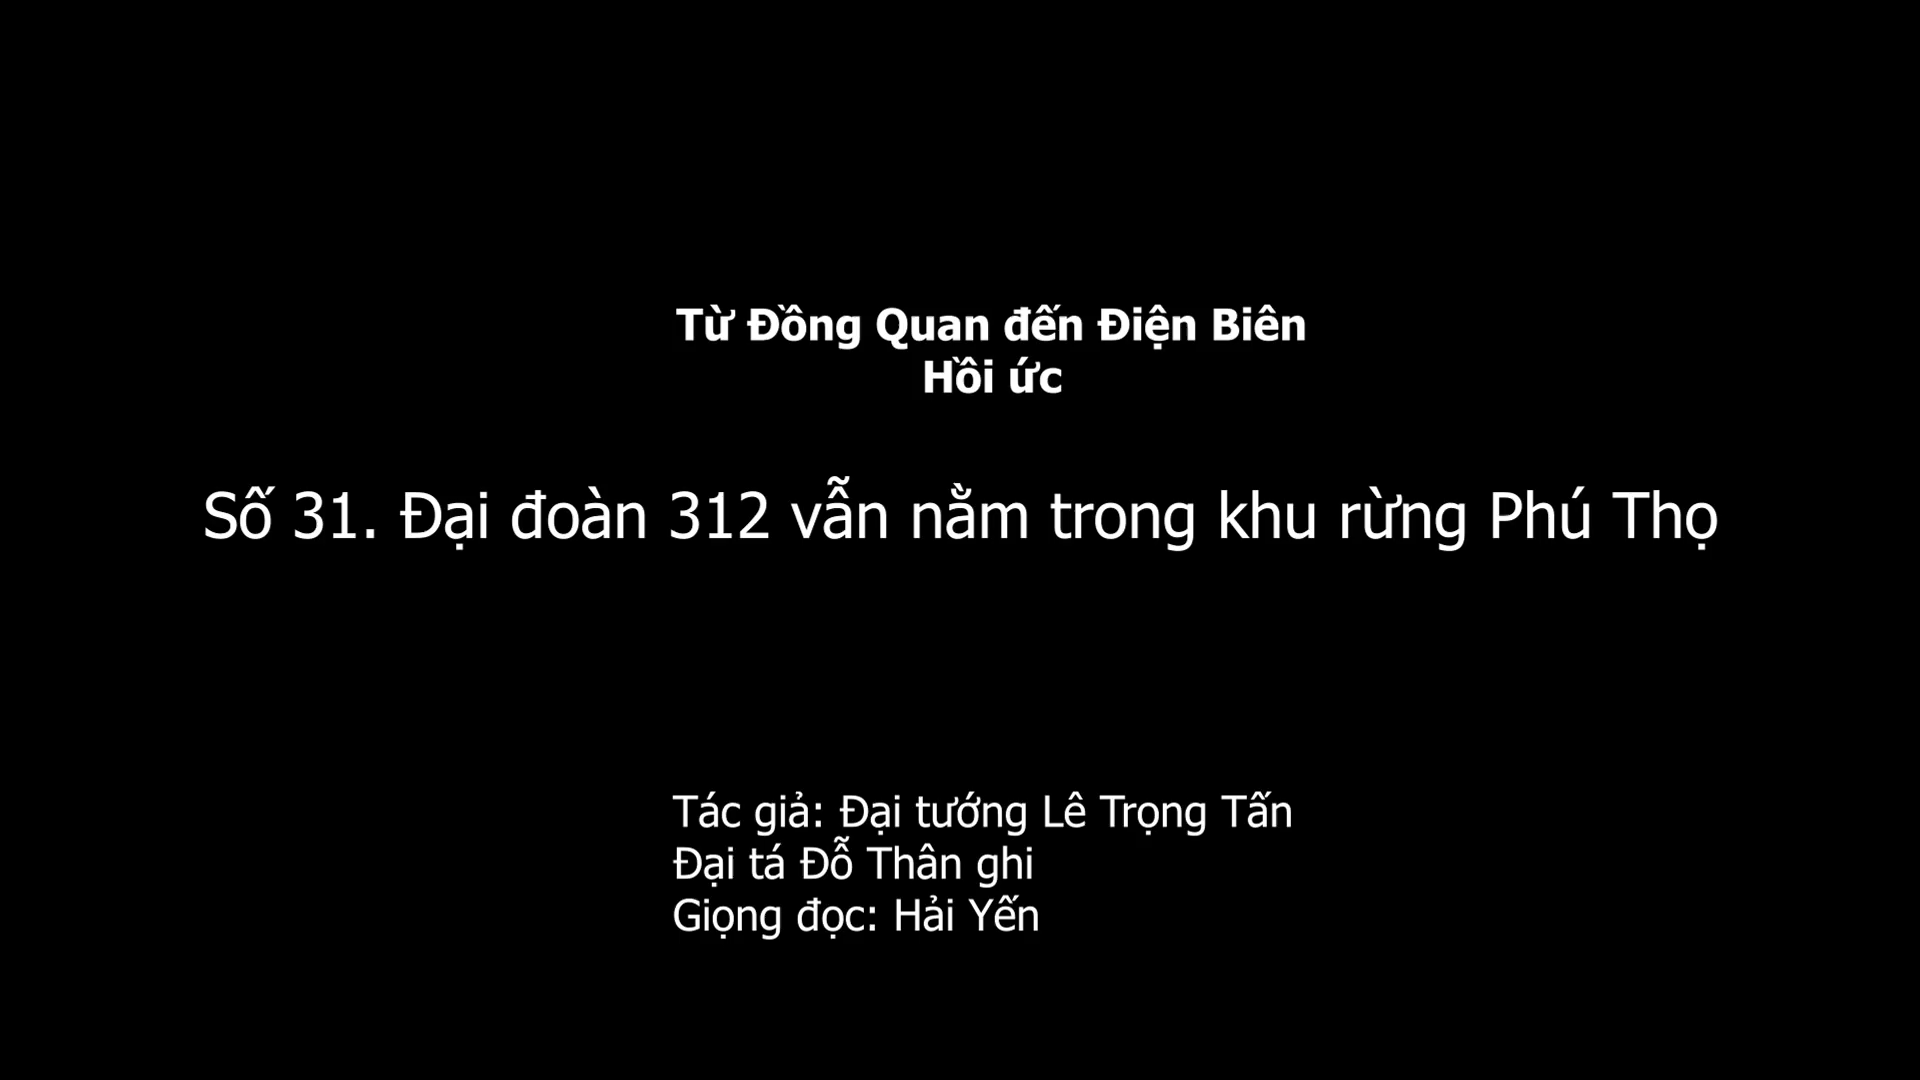 Từ Đồng Quan đến Điện Biên
Hồi ức
Số 31. Đại đoàn 312 vẫn nằm trong khu rừng Phú Thọ
Tác giả: Đại tướng Lê Trọng Tấn
Đại tá Đỗ Thân ghi
Giọng đọc: Hải Yến